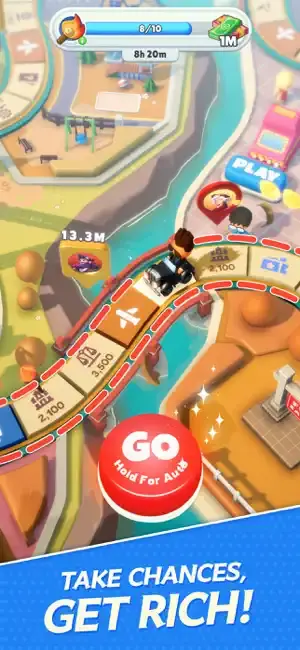 8/10
1M
8h 20m
PLAY
13.3M
2,100
3,500
2,100
GO
Hold For Auto
TAKE CHANCES,
GET RICH!